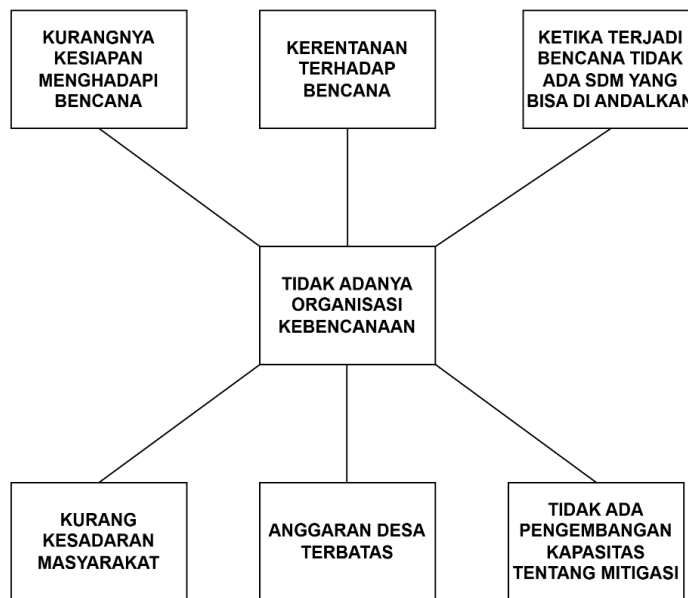 KURANGNYA
KESIAPAN
MENGHADAPI
BENCANA
KERENTANAN
TERHADAP
BENCANA
KETIKA TERJADI
BENCANA TIDAK
ADA SDM YANG
BISA DI ANDALKAN
TIDAK ADANYA
ORGANISASI
KEBENCANAAN
KURANG
KESADARAN
MASYARAKAT
ANGGARAN DESA
TERBATAS
TIDAK ADA
PENGEMBANGAN
KAPASITAS
TENTANG MITIGASI